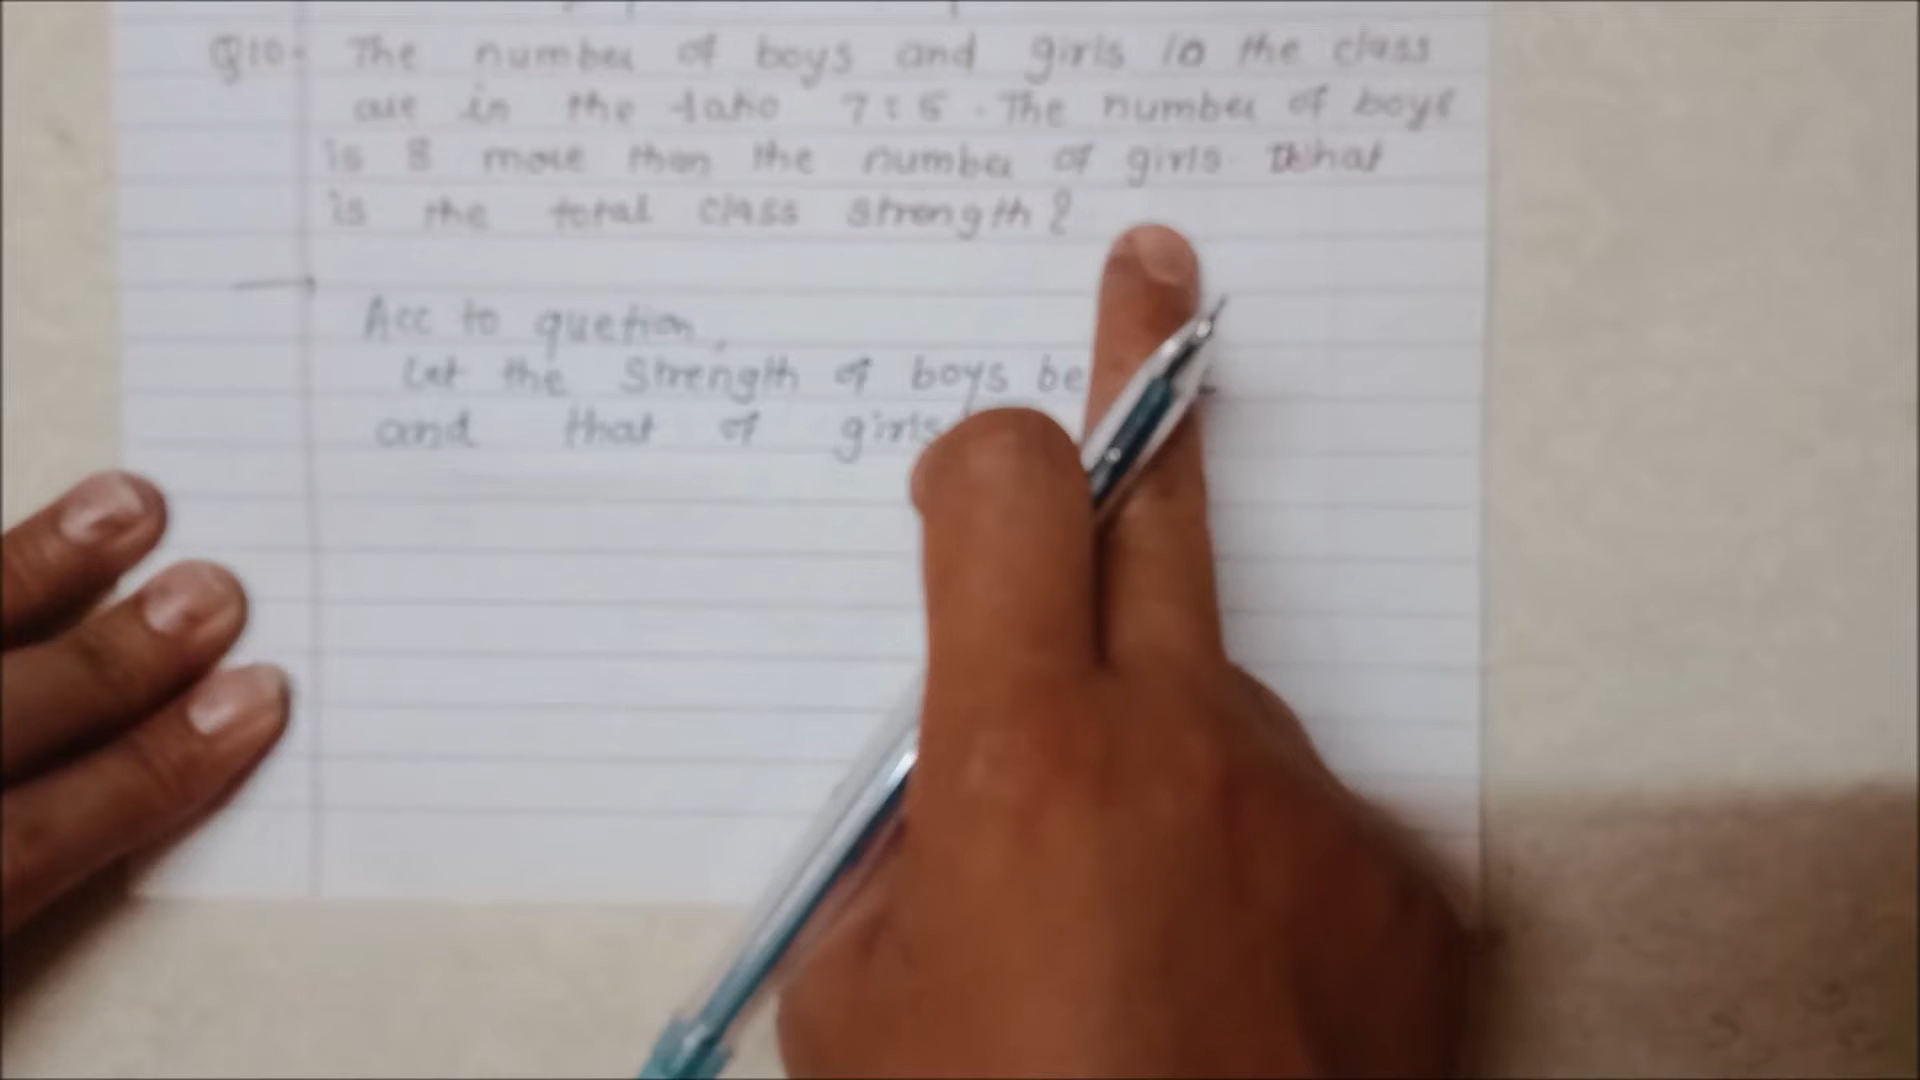 Q10. The number of boys and girls in the class
are in the ratio 7:5. The number of boys
is 8 more than the number of girls. What
is the total class strength?
Acc to quetion,
Let the Strength of boys be
and that of girls